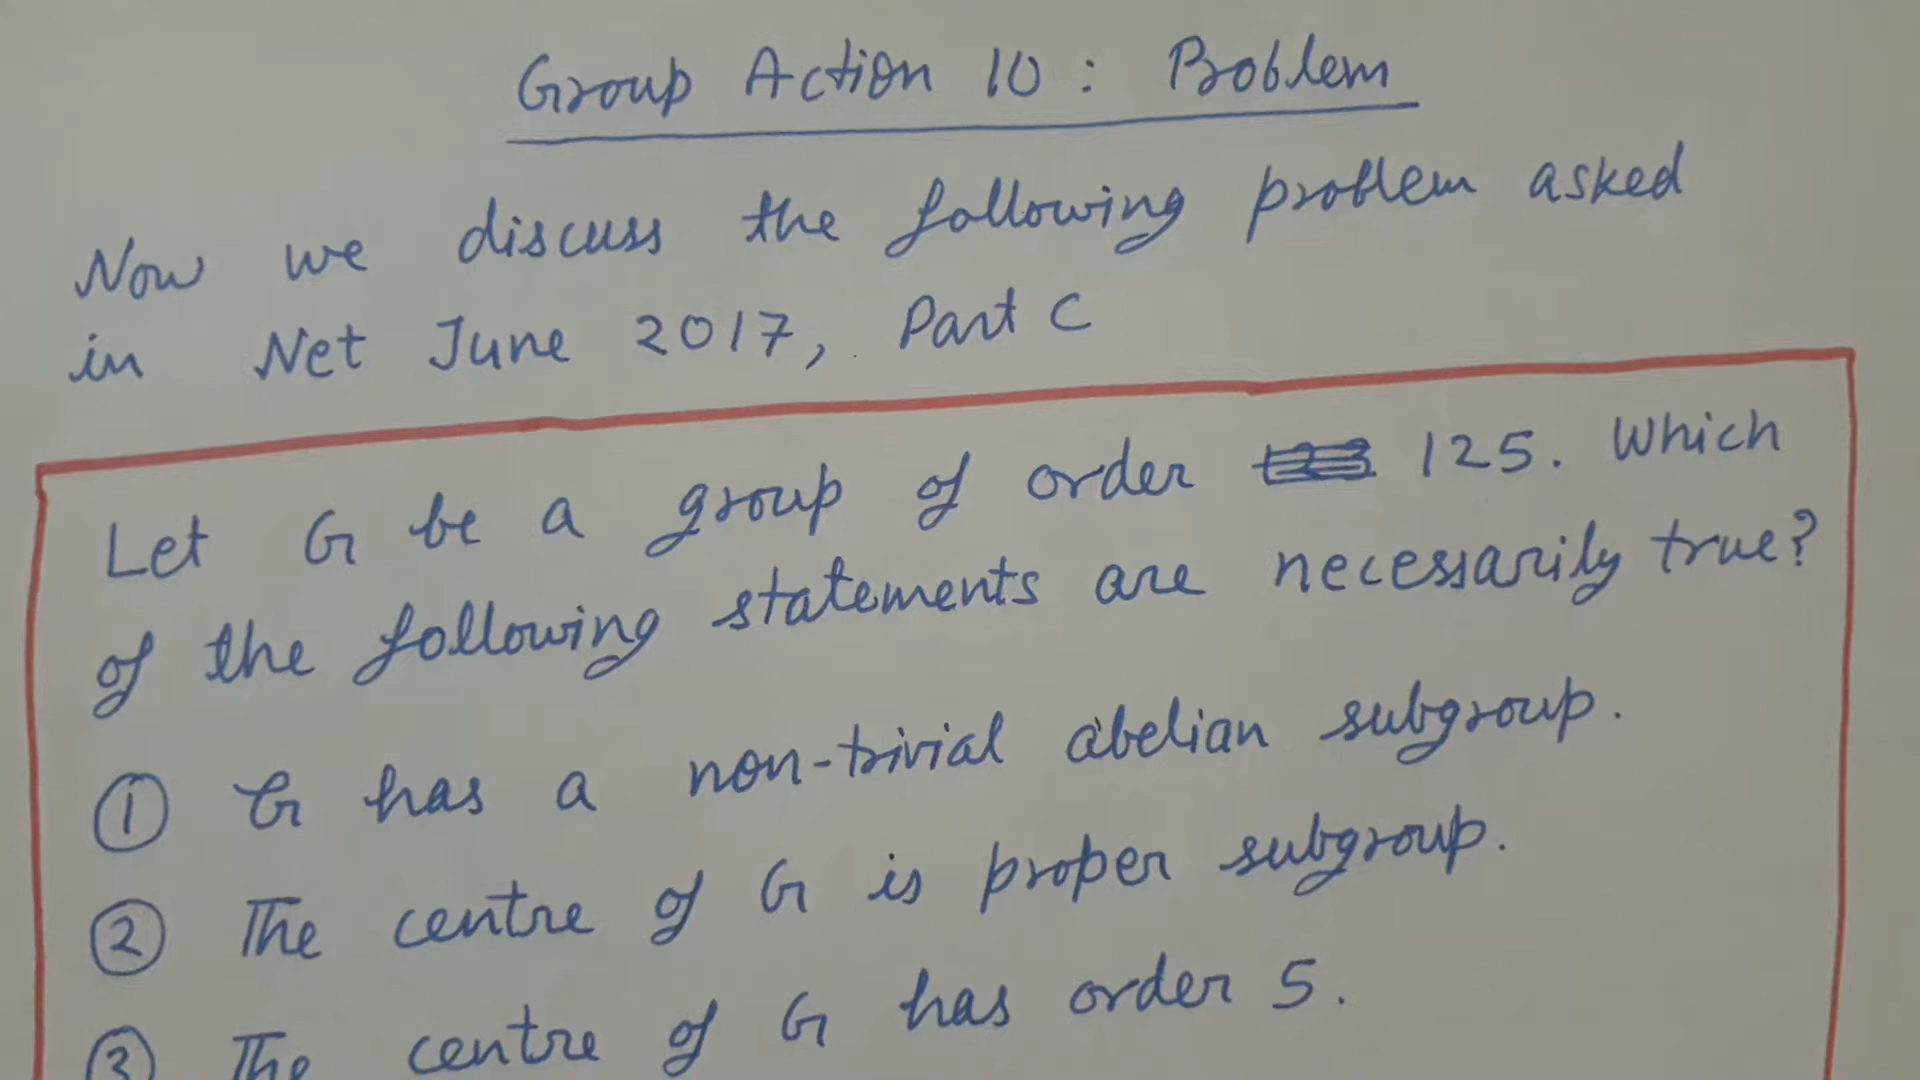 Group Action 10 : Problem
Now we discuss the following problem asked
in Net June 2017, Part C
Let G be a group of order 125. Which
of the following statements are necessarily true?
① G has a non-trivial abelian subgroup.
② The centre of G is proper subgroup.
③ The centre of G has order 5.